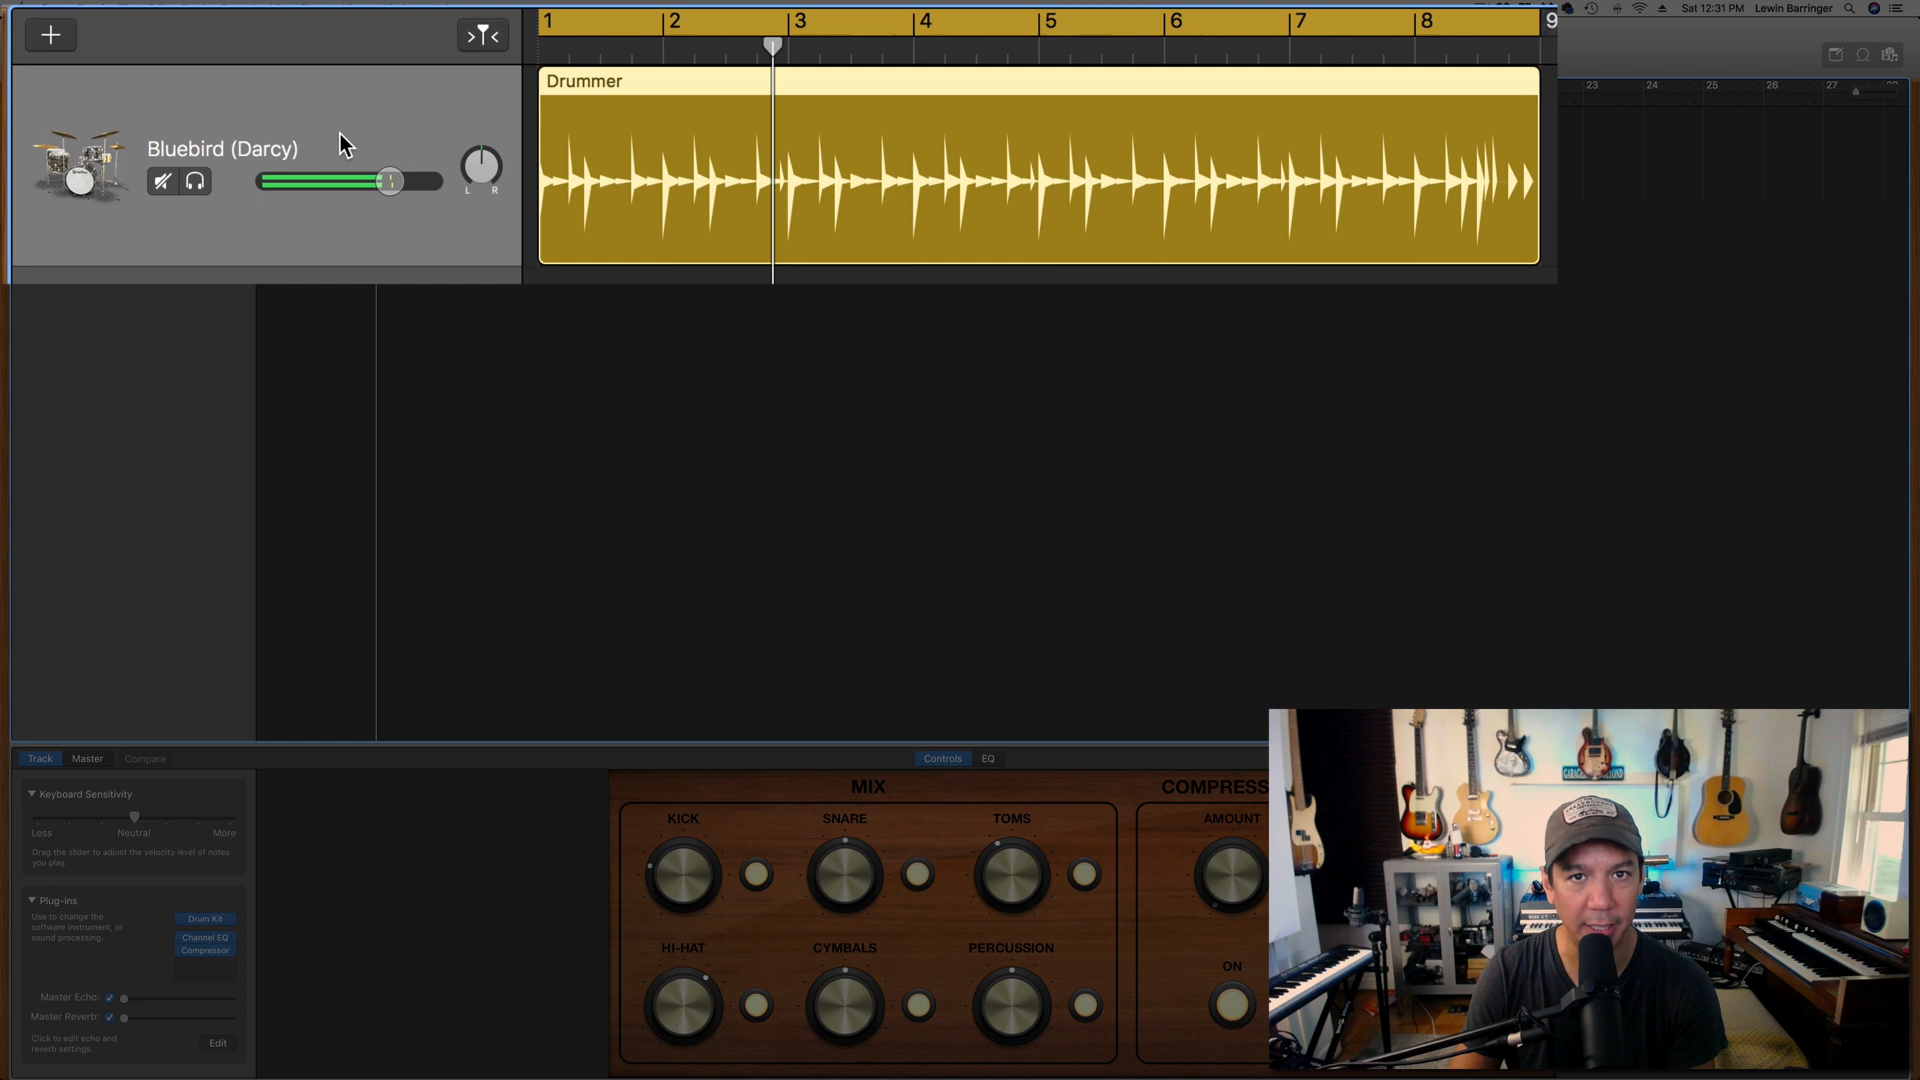 Sat 12:31 PM Lewin Barringer
1 2 3 4 5 6 7 8 9
Drummer
23 24 25 26 27
Bluebird (Darcy)
L R
Track Master Compare
Controls EQ
Keyboard Sensitivity
Less Neutral More
Drag the slider to adjust the velocity level of notes
you play.
Plug-ins
Use to change the
software instrument, or
sound processing.
Drum Kit
Channel EQ
Compressor
Master Echo:
Master Reverb:
Click to edit echo and
reverb settings.
Edit
MIX
KICK SNARE TOMS
HI-HAT CYMBALS PERCUSSION
COMPRESS
AMOUNT
ON